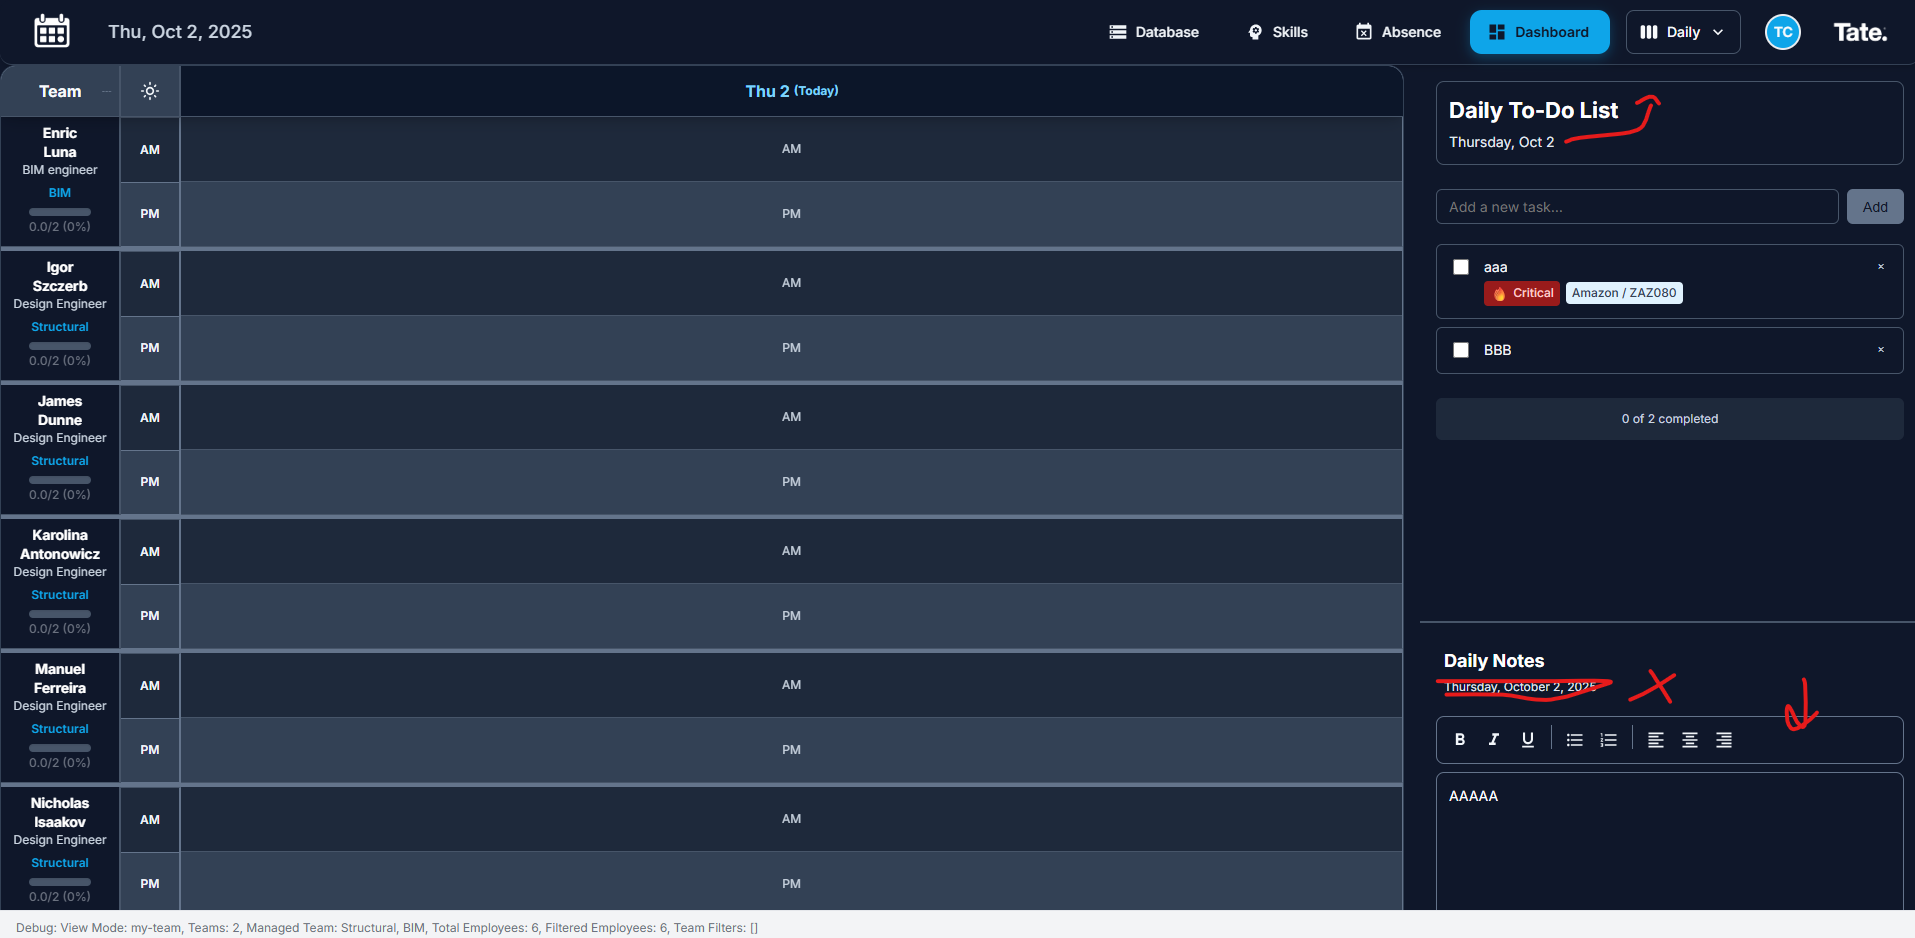 Thu, Oct 2, 2025
Database
Skills
Absence
Dashboard
Daily
TC
Tate.
Team
Thu 2 (Today)
Enric
Luna
BIM engineer
BIM
0.0/2 (0%)
AM
AM
PM
PM
Igor
Szczerb
Design Engineer
Structural
0.0/2 (0%)
AM
AM
PM
PM
James
Dunne
Design Engineer
Structural
0.0/2 (0%)
AM
AM
PM
PM
Karolina
Antonowicz
Design Engineer
Structural
0.0/2 (0%)
AM
AM
PM
PM
Manuel
Ferreira
Design Engineer
Structural
0.0/2 (0%)
AM
AM
PM
PM
Nicholas
Isaakov
Design Engineer
Structural
0.0/2 (0%)
AM
AM
PM
PM
Daily To-Do List
Thursday, Oct 2
Add a new task...
Add
aaa
Critical
Amazon / ZAZ080
BBB
0 of 2 completed
Daily Notes
Thursday, October 2, 2025
B I U
AAAAA
Debug: View Mode: my-team, Teams: 2, Managed Team: Structural, BIM, Total Employees: 6, Filtered Employees: 6, Team Filters: []